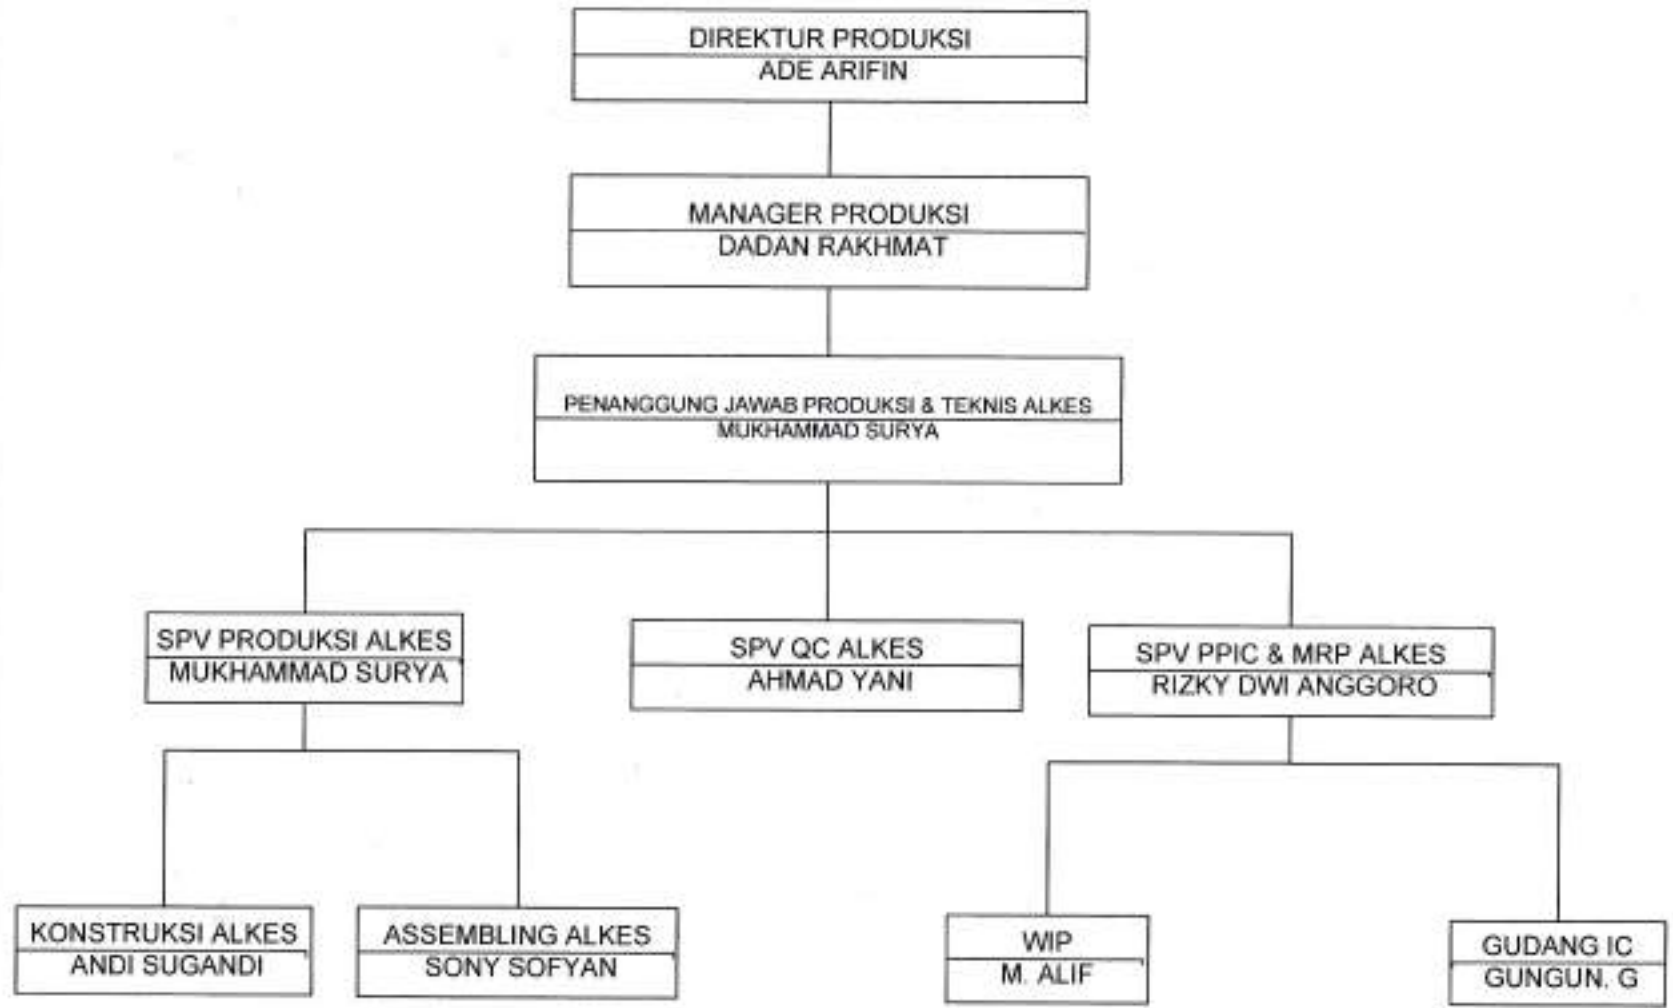 DIREKTUR PRODUKSI
ADE ARIFIN
MANAGER PRODUKSI
DADAN RAKHMAT
PENANGGUNG JAWAB PRODUKSI & TEKNIS ALKES
MUKHAMMAD SURYA
SPV PRODUKSI ALKES
MUKHAMMAD SURYA
SPV QC ALKES
AHMAD YANI
SPV PPIC & MRP ALKES
RIZKY DWI ANGGORO
KONSTRUKSI ALKES
ANDI SUGANDI
ASSEMBLING ALKES
SONY SOFYAN
WIP
M. ALIF
GUDANG IC
GUNGUN. G